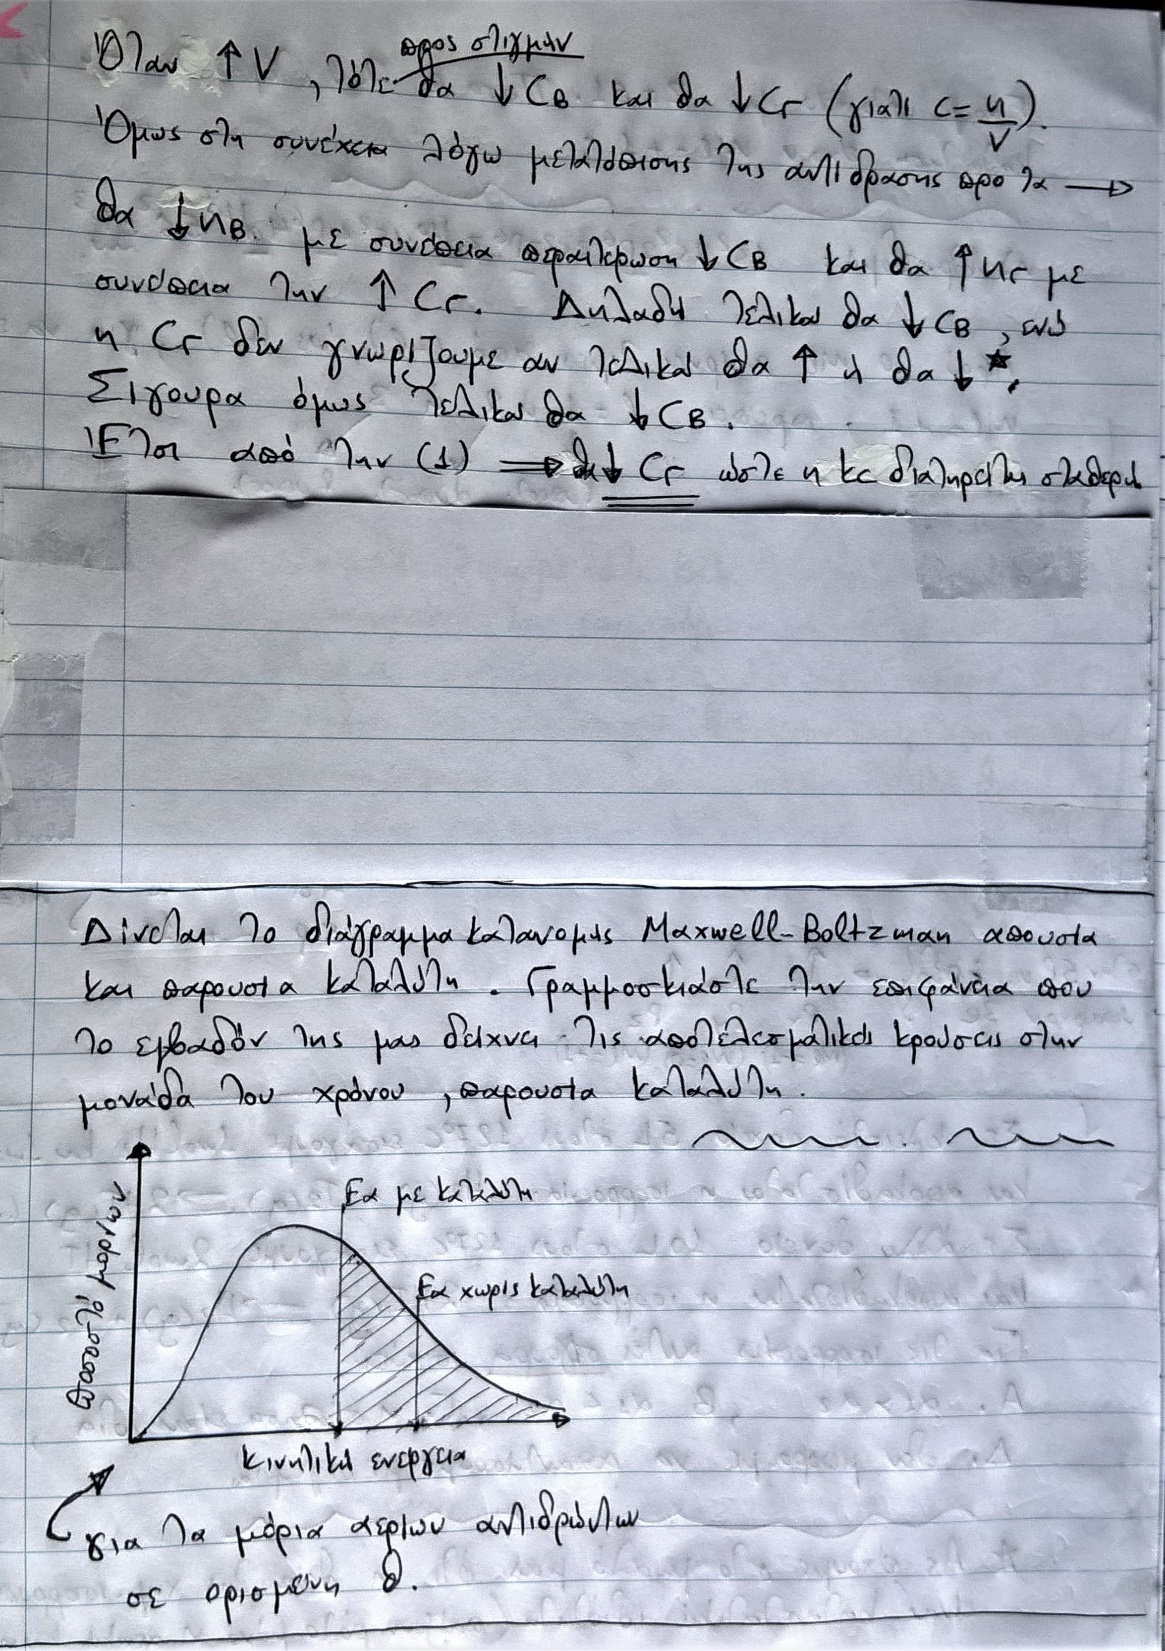 Όταν ↑ V, τότε προς στιγμήν θα ↓ CB και θα ↓ CΓ (γιατί C = n/V).
Όμως στη συνέχεια λόγω μετατόπισης της αντίδρασης προ τα →
θα ↓ nB. με συνέπεια περαιτέρωση ↓ CB και θα ↑ nΓ με
συνέπεια την ↑ CΓ. Δηλαδή τελικά θα ↓ CB, ενώ
η CΓ δεν γνωρίζουμε αν τελικά θα ↑ ή θα ↓ *.
Σίγουρα όμως τελικά θα ↓ CB.
Έτσι από την (1) ⇒ θα ↓ CΓ ώστε η kc διατηρείται σταθερή
Δίνεται το διάγραμμα κατανομής Maxwell-Boltzman απουσία
και παρουσία καταλύτη. Γραμμοσκιάστε την επιφάνεια που
το εμβαδόν της μας δείχνει τις αποτελεσματικές κρούσεις στην
μονάδα του χρόνου, παρουσία καταλύτη.
Εα με καταλύτη
Εα χωρίς καταλύτη
ποσοστό μορίων
κινητική ενέργεια
για τα μόρια αερίων αντιδρώντων
σε ορισμένη θ.